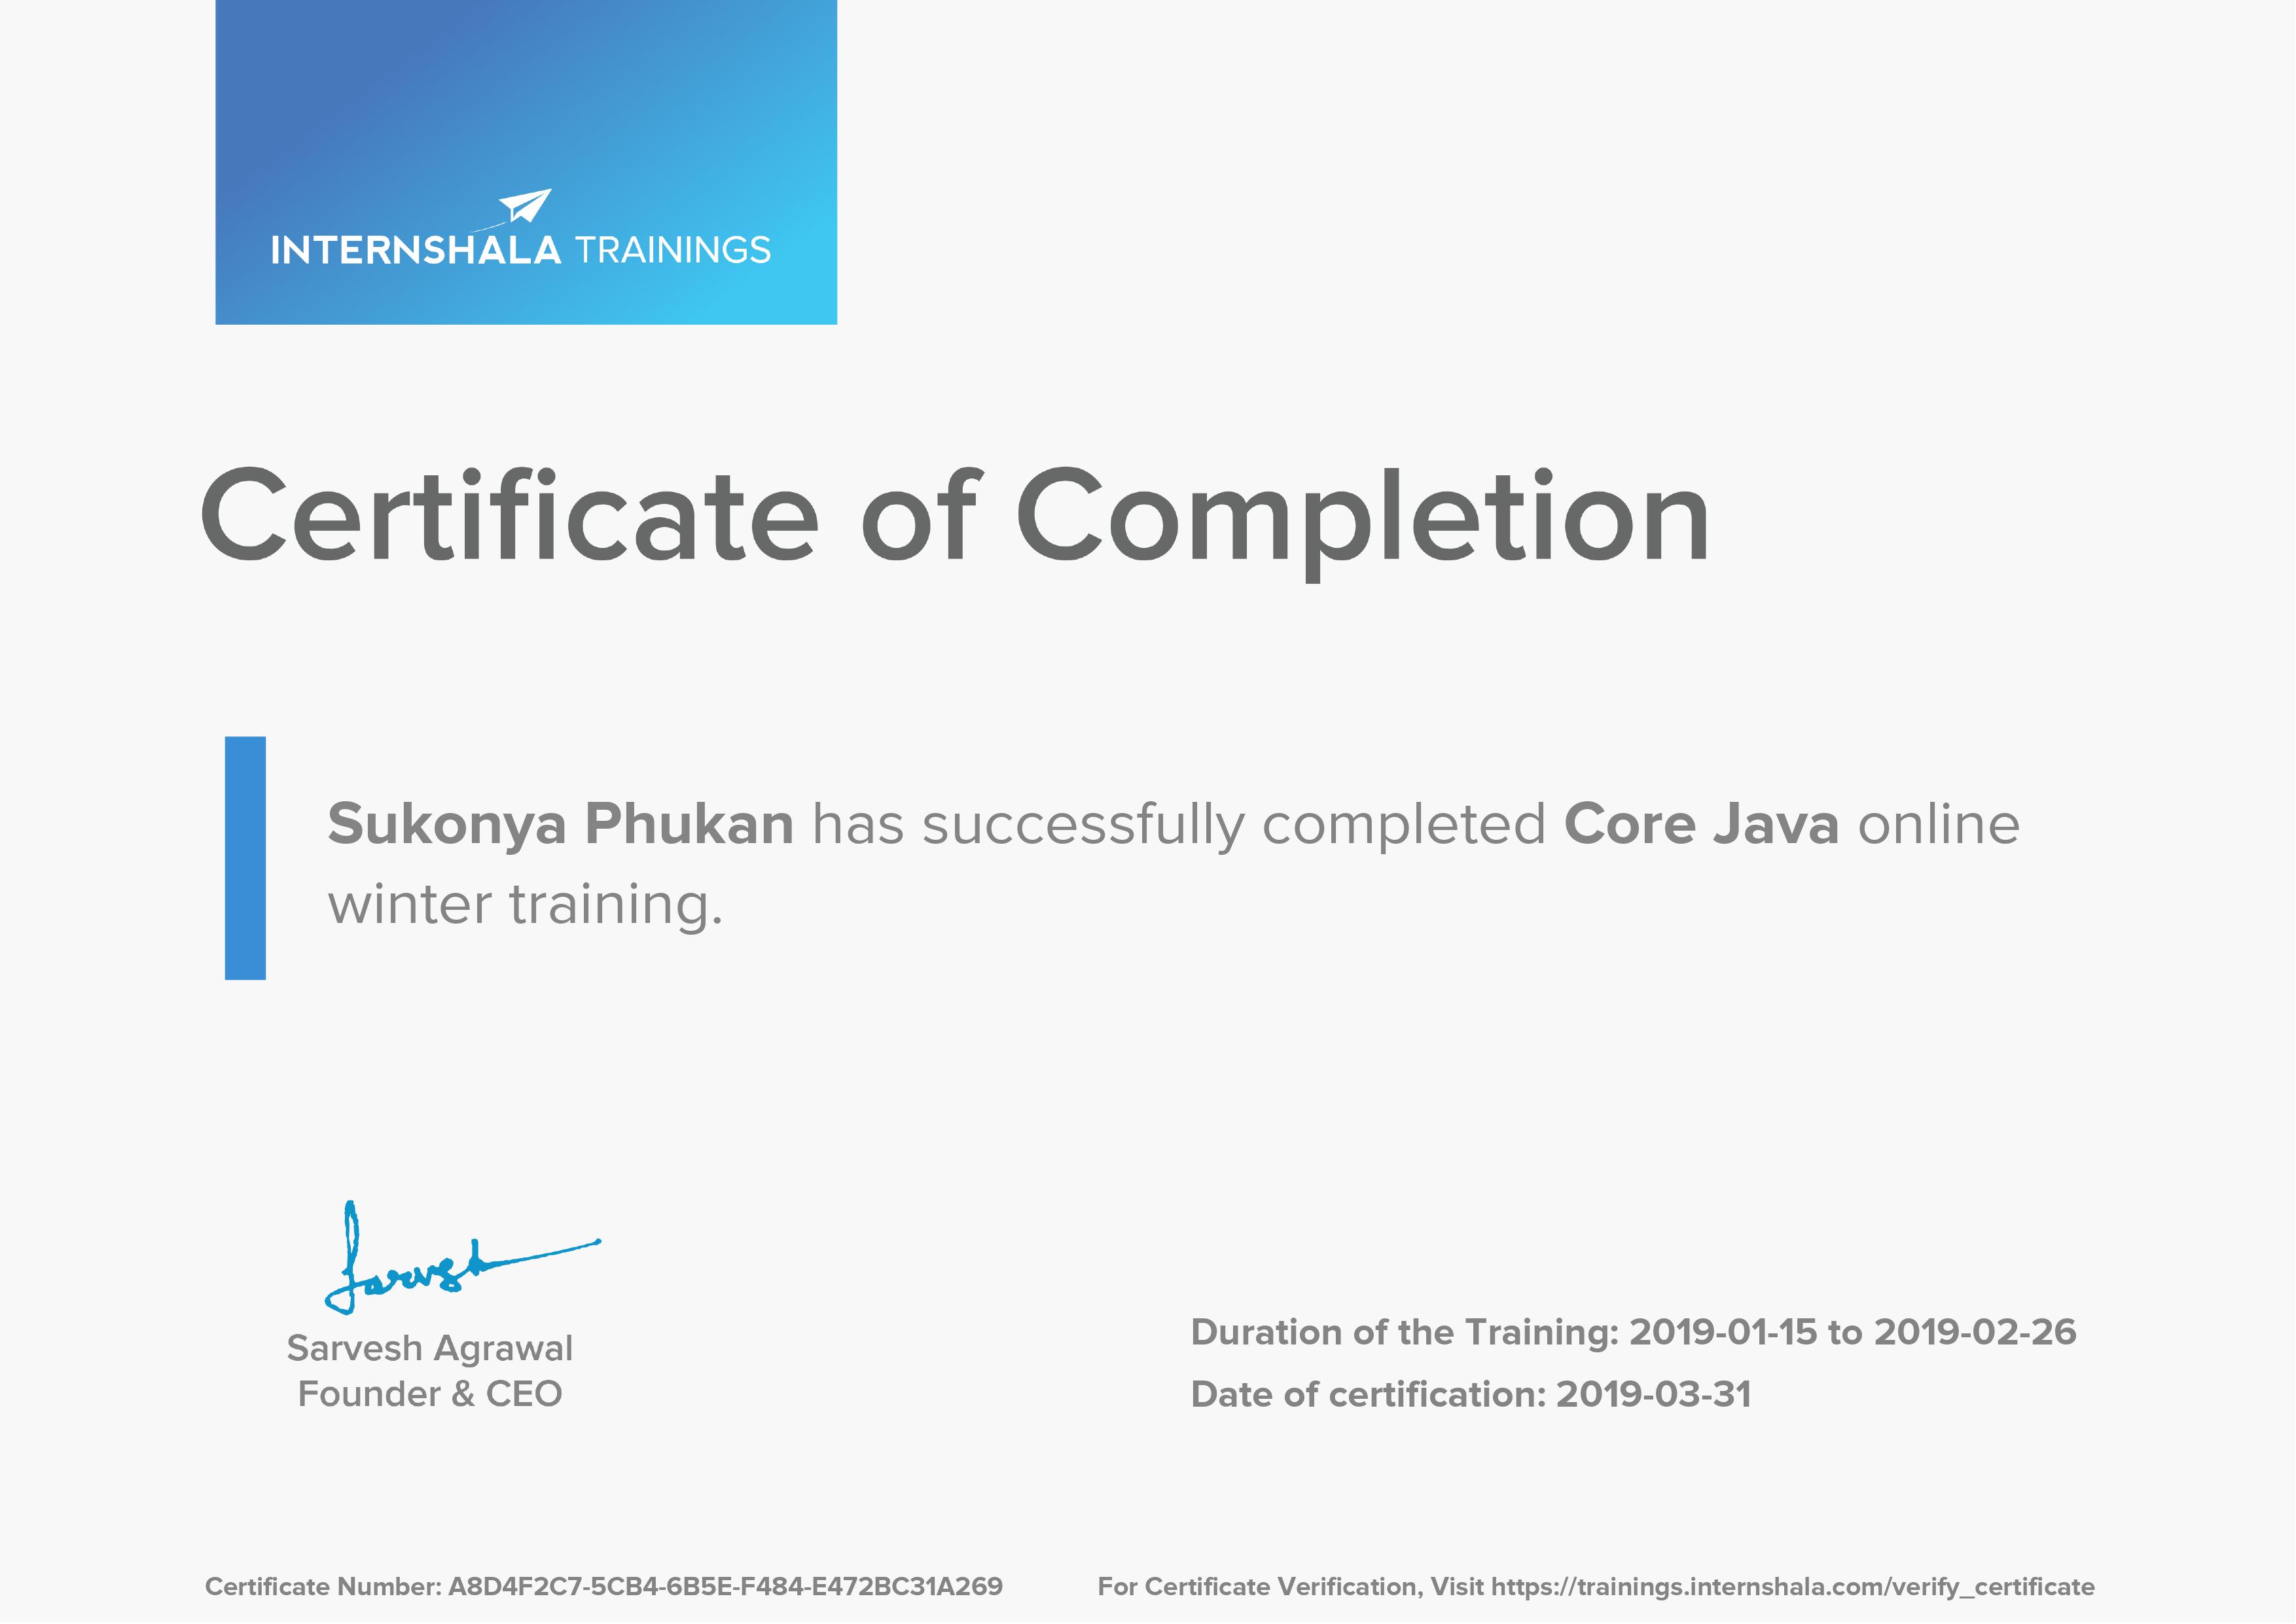 INTERNSHALA TRAININGS
Certificate of Completion
Sukonya Phukan has successfully completed Core Java online
winter training.
Sarvesh
Sarvesh Agrawal
Founder & CEO
Duration of the Training: 2019-01-15 to 2019-02-26
Date of certification: 2019-03-31
Certificate Number: A8D4F2C7-5CB4-6B5E-F484-E472BC31A269
For Certificate Verification, Visit https://trainings.internshala.com/verify_certificate